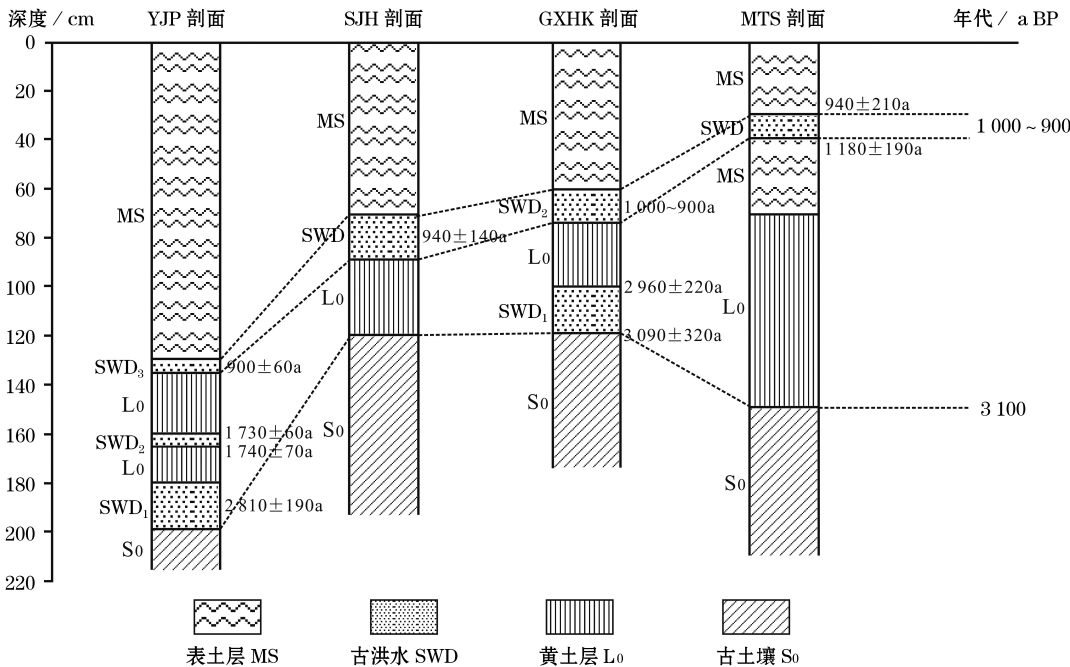 深度 / cm YJP 剖面 SJH 剖面 GXHK 剖面 MTS 剖面 年代 / a BP
0
20
40
60
80
100
120
140
160
180
200
220
MS
SWD3
900±60a
L0
1 730±60a
SWD2
1 740±70a
L0
SWD1
2 810±190a
S0
MS
SWD
940±140a
L0
S0
MS
SWD2
1 000~900a
L0
2 960±220a
SWD1
3 090±320a
S0
MS
940±210a
SWD
1 180±190a
MS
L0
S0
1 000 ~ 900
3 100
表土层 MS 古洪水 SWD 黄土层 L0 古土壤 S0